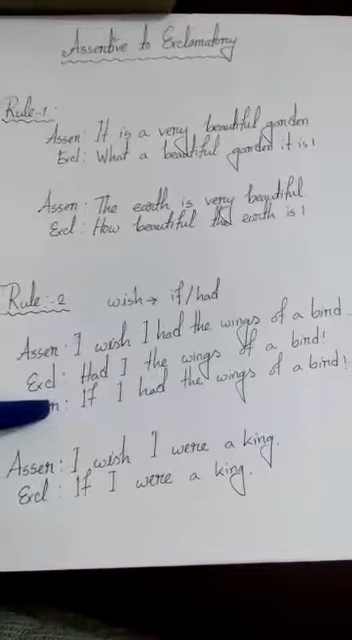 Assertive to Exclamatory
Rule-1:
Assen: It is a very beautiful garden
Excl: What a beautiful garden it is!
Assen: The earth is very beautiful.
Excl: How beautiful the earth is!
Rule:-2 wish → if/had
Assen: I wish I had the wings of a bird.
Excl: Had I the wings of a bird!
n: If I had the wings of a bird!
Assen: I wish I were a king.
Excl: If I were a king.